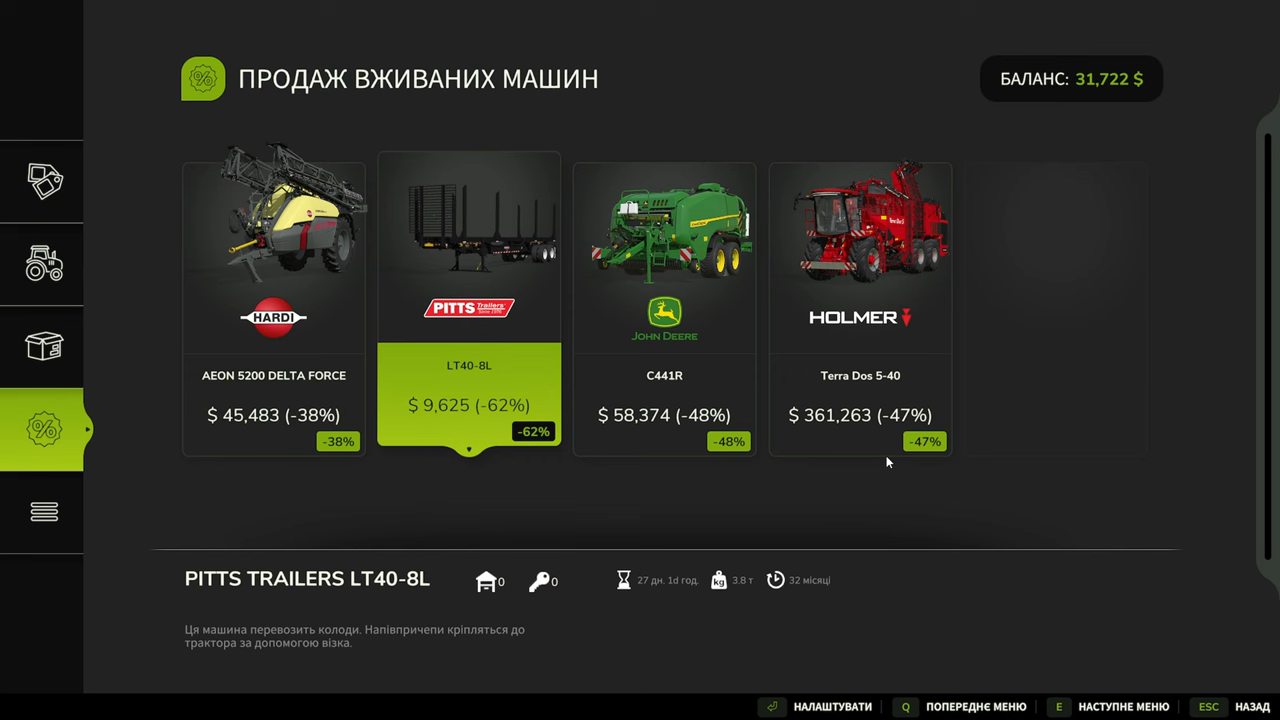 ПРОДАЖ ВЖИВАНИХ МАШИН
БАЛАНС: 31,722 $
HARDI
AEON 5200 DELTA FORCE
$ 45,483 (-38%)
-38%
PITTS Trailers
Since 1976
LT40-8L
$ 9,625 (-62%)
-62%
JOHN DEERE
C441R
$ 58,374 (-48%)
-48%
HOLMER
Terra Dos 5-40
$ 361,263 (-47%)
-47%
PITTS TRAILERS LT40-8L
0
0
27 дн. 1d год.
kg 3.8 т
32 місяці
Ця машина перевозить колоди. Напівпричепи кріпляться до
трактора за допомогою візка.
НАЛАШТУВАТИ
Q ПОПЕРЕДНЄ МЕНЮ
E НАСТУПНЕ МЕНЮ
ESC НАЗАД